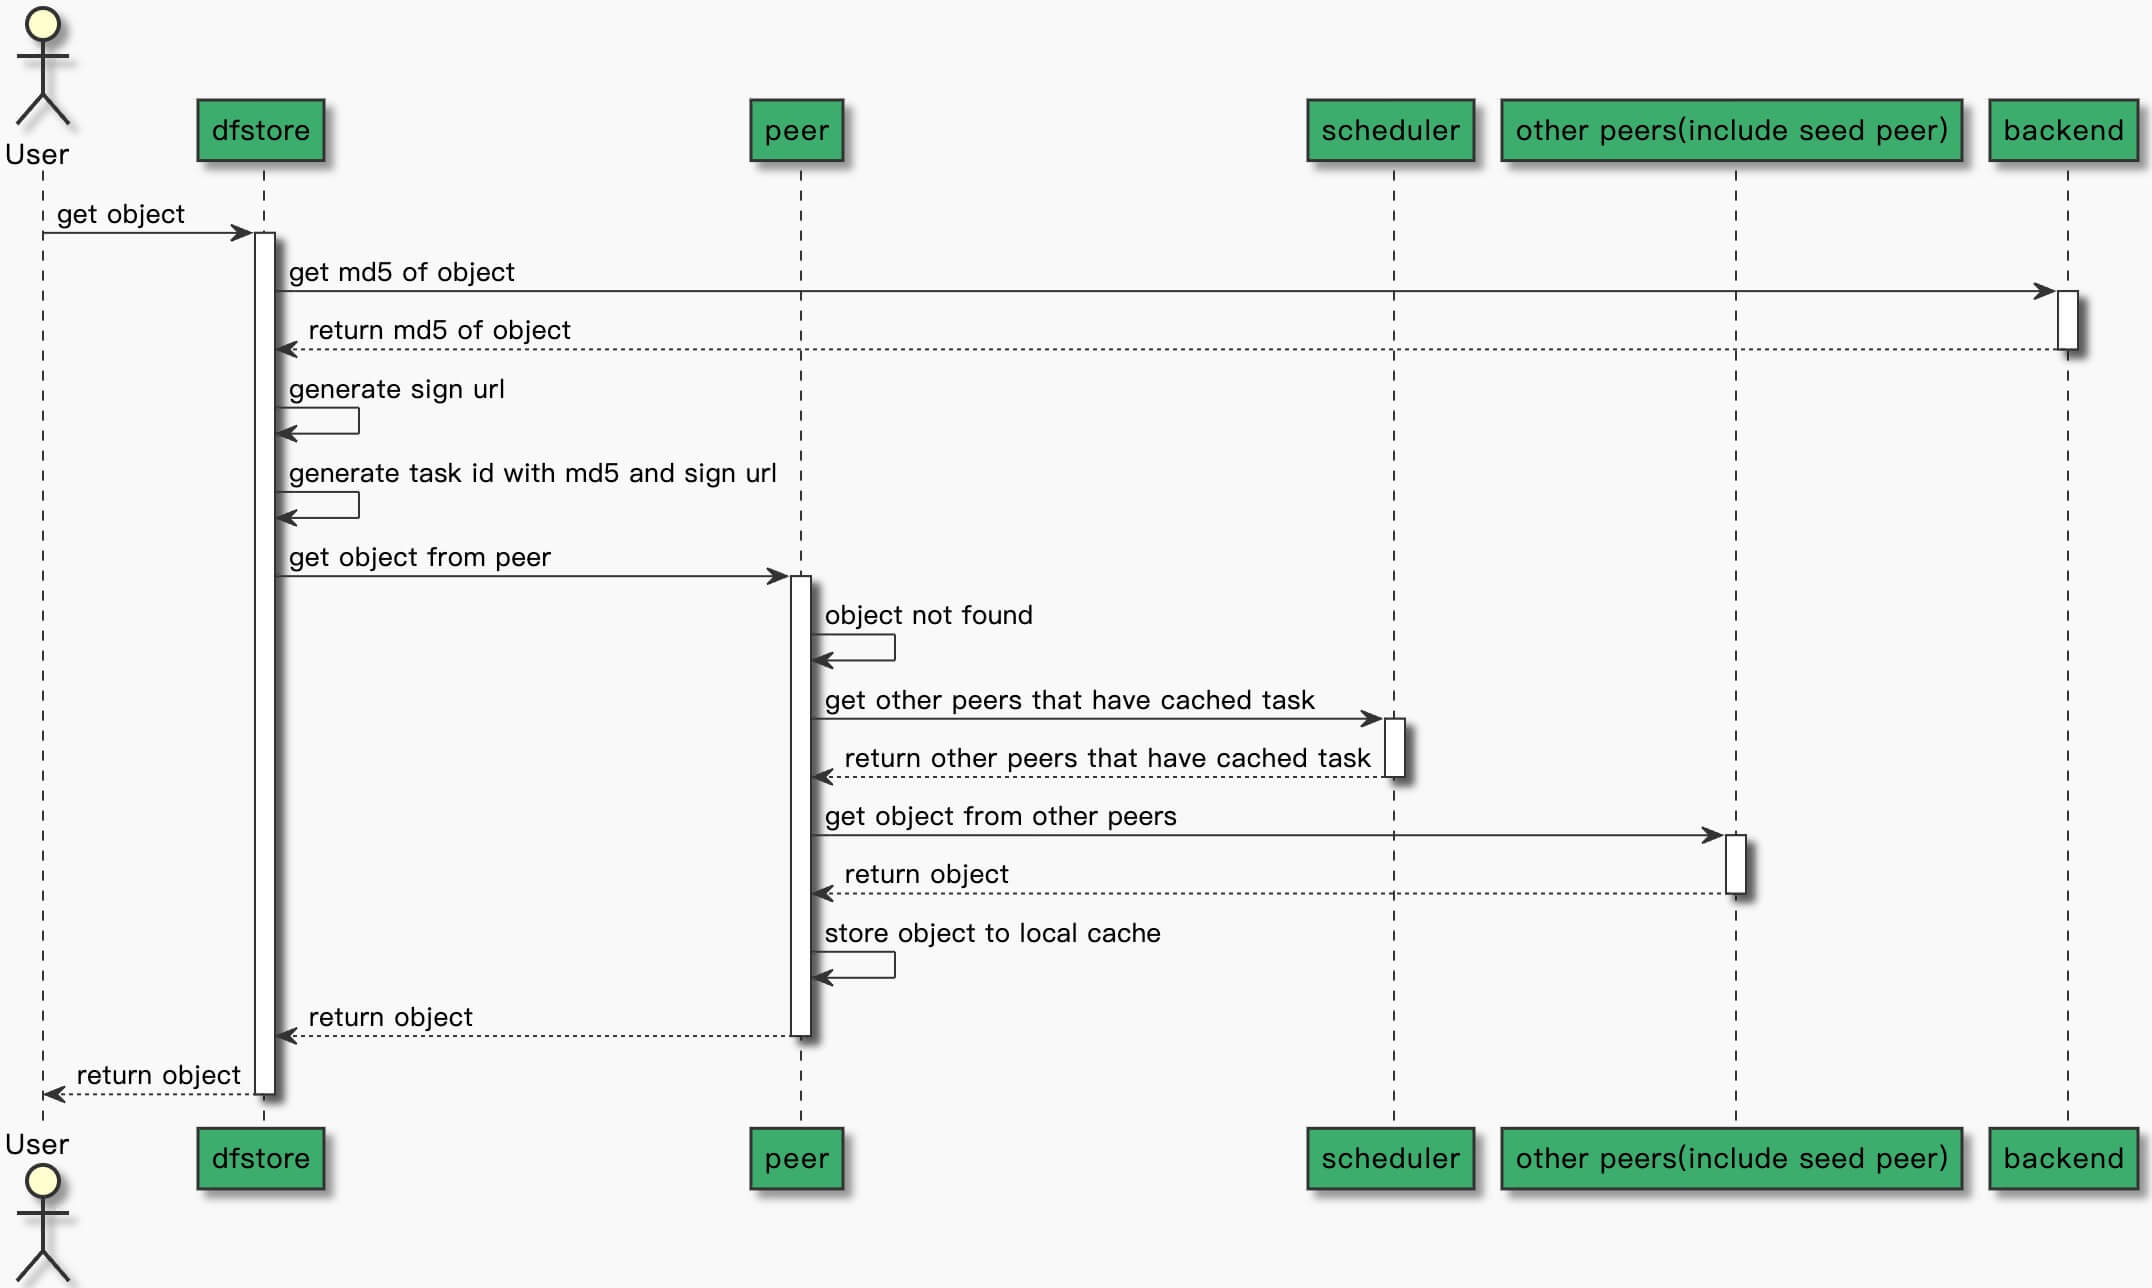 User
dfstore
peer
scheduler
other peers(include seed peer)
backend
get object
get md5 of object
return md5 of object
generate sign url
generate task id with md5 and sign url
get object from peer
object not found
get other peers that have cached task
return other peers that have cached task
get object from other peers
return object
store object to local cache
return object
return object
User
dfstore
peer
scheduler
other peers(include seed peer)
backend